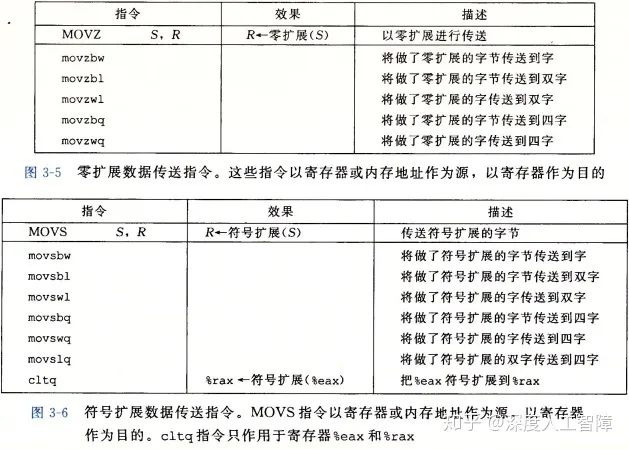 指令 效果 描述
MOVZ S, R R←零扩展(S) 以零扩展进行传送
movzbw 将做了零扩展的字节传送到字
movzbl 将做了零扩展的字节传送到双字
movzwl 将做了零扩展的字传送到双字
movzbq 将做了零扩展的字节传送到四字
movzwq 将做了零扩展的字传送到四字
图 3-5 零扩展数据传送指令。这些指令以寄存器或内存地址作为源，以寄存器作为目的
指令 效果 描述
MOVS S, R R←符号扩展(S) 传送符号扩展的字节
movsbw 将做了符号扩展的字节传送到字
movsbl 将做了符号扩展的字节传送到双字
movswl 将做了符号扩展的字传送到双字
movsbq 将做了符号扩展的字节传送到四字
movswq 将做了符号扩展的字传送到四字
movslq 将做了符号扩展的双字传送到四字
cltq %rax←符号扩展(%eax) 把%eax符号扩展到%rax
图 3-6 符号扩展数据传送指令。MOVS 指令以寄存器或内存地址作为源，以寄存器
作为目的。cltq 指令只作用于寄存器%eax 和%rax
知乎 @深度人工智障